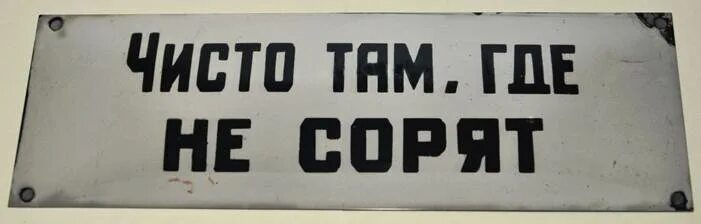 Чисто там, где
не сорят